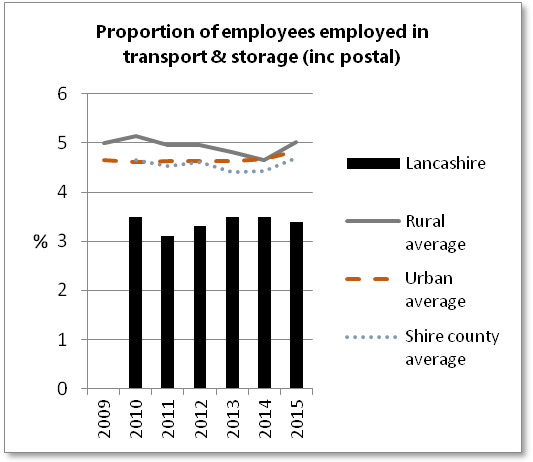 Proportion of employees employed in
transport & storage (inc postal)
6
5
4
3
2
1
0
%
2009
2010
2011
2012
2013
2014
2015
Lancashire
Rural
average
Urban
average
Shire county
average